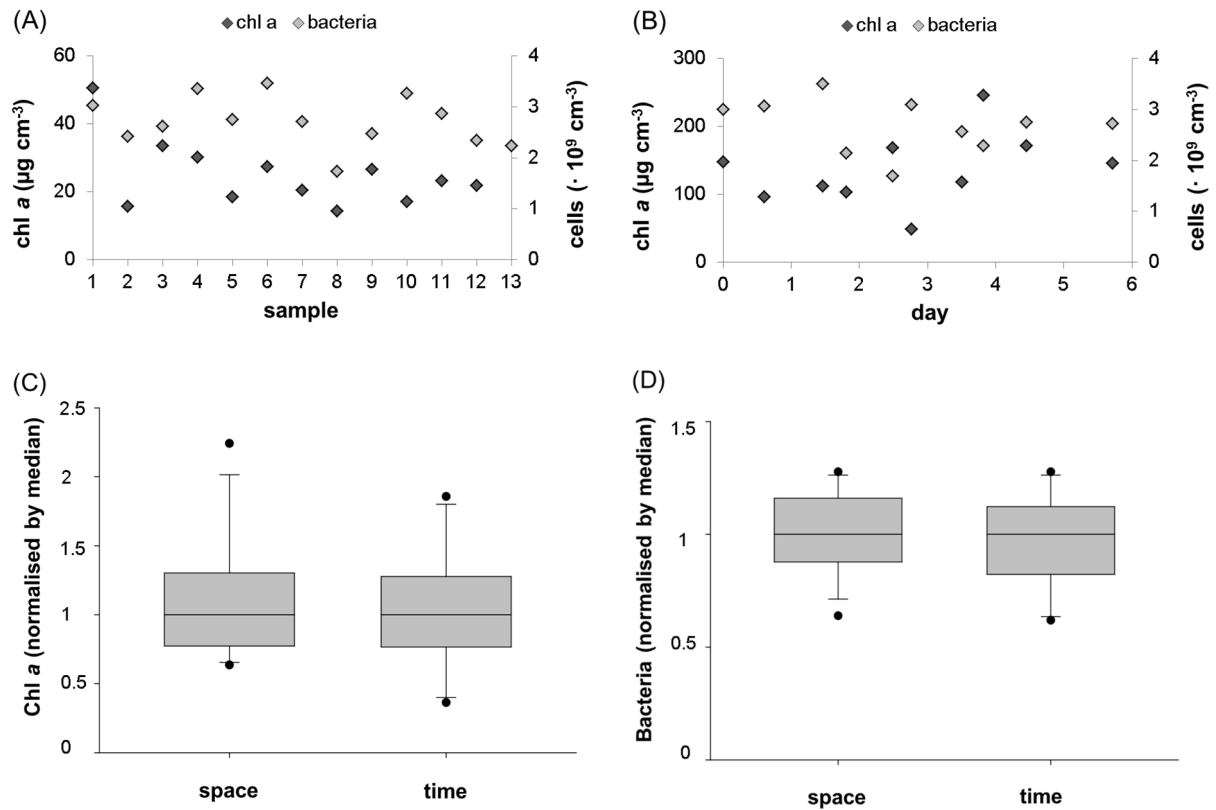 (A)
chl a bacteria
60 4
40 3
20 2
0 1
0
1 2 3 4 5 6 7 8 9 10 11 12 13
chl a (µg cm-3)
cells (· 10⁹ cm-3)
sample
(B)
chl a bacteria
300 4
200 3
100 2
0 1
0
0 1 2 3 4 5 6
chl a (µg cm-3)
cells (· 10⁹ cm-3)
day
(C)
2.5
2
1.5
1
0.5
0
Chl a (normalised by median)
space time
(D)
1.5
1
0.5
0
Bacteria (normalised by median)
space time